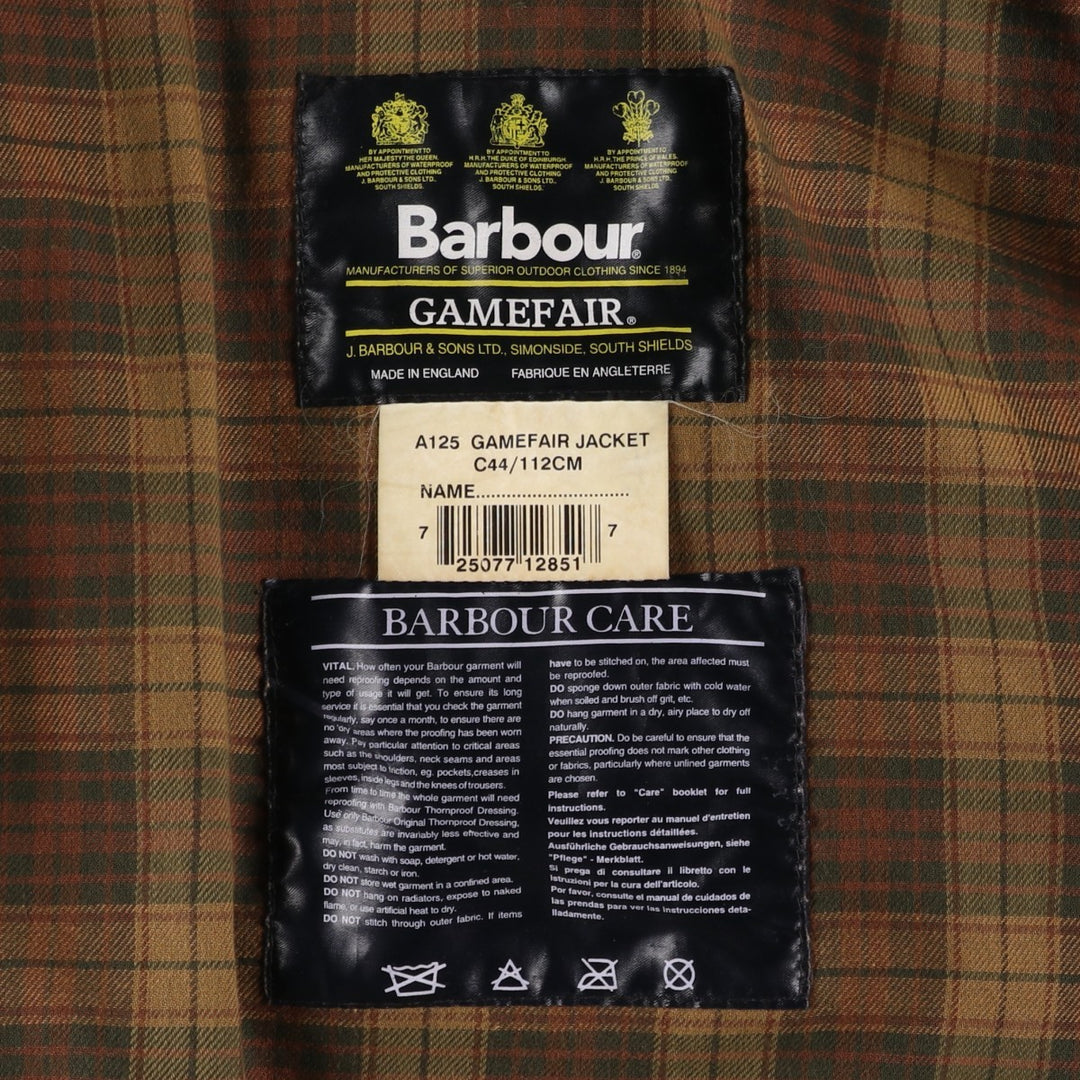 BY APPOINTMENT TO
HER MAJESTY THE QUEEN.
MANUFACTURERS OF WATERPROOF
AND PROTECTIVE CLOTHING
J. BARBOUR & SONS LTD.,
SOUTH SHIELDS.
BY APPOINTMENT TO
H.R.H. THE DUKE OF EDINBURGH.
MANUFACTURERS OF WATERPROOF
AND PROTECTIVE CLOTHING
J. BARBOUR & SONS LTD.,
SOUTH SHIELDS.
BY APPOINTMENT TO
H.R.H. THE PRINCE OF WALES.
MANUFACTURERS OF WATERPROOF
AND PROTECTIVE CLOTHING
J. BARBOUR & SONS LTD.
SOUTH SHIELDS.
Barbour®
MANUFACTURERS OF SUPERIOR OUTDOOR CLOTHING SINCE 1894
GAMEFAIR®
J. BARBOUR & SONS LTD., SIMONSIDE, SOUTH SHIELDS
MADE IN ENGLAND FABRIQUE EN ANGLETERRE
A125 GAMEFAIR JACKET
C44/112CM
NAME...............................
7 25077 12851 7
BARBOUR CARE
VITAL. How often your Barbour garment will
need reproofing depends on the amount and
type of usage it will get. To ensure its long
service it is essential that you check the garment
regularly, say once a month, to ensure there are
no 'dry' areas where the proofing has been worn
away. Pay particular attention to critical areas
such as the shoulders, neck seams and areas
most subject to friction, eg. pockets,creases in
sleeves, inside legs and the knees of trousers.
From time to time the whole garment will need
reproofing with Barbour Thornproof Dressing.
Use only Barbour Original Thornproof Dressing,
as substitutes are invariably less effective and
may, in fact, harm the garment.
DO NOT wash with soap, detergent or hot water,
dry clean, starch or iron.
DO NOT store wet garment in a confined area.
DO NOT hang on radiators, expose to naked
flame, or use artificial heat to dry.
DO NOT stitch through outer fabric. If items
have to be stitched on, the area affected must
be reproofed.
DO sponge down outer fabric with cold water
when soiled and brush off grit, etc.
DO hang garment in a dry, airy place to dry off
naturally.
PRECAUTION. Do be careful to ensure that the
essential proofing does not mark other clothing
or fabrics, particularly where unlined garments
are chosen.
Please refer to "Care" booklet for full
instructions.
Veuillez vous reporter au manuel d'entretien
pour les instructions détaillées.
Ausführliche Gebrauchsanweisungen, siehe
"Pflege" - Merkblatt.
Si prega di consultare il libretto con le
istruzioni per la cura dell'articolo.
Por favor, consulte el manual de cuidados de
las prendas para ver las instrucciones deta-
lladamente.